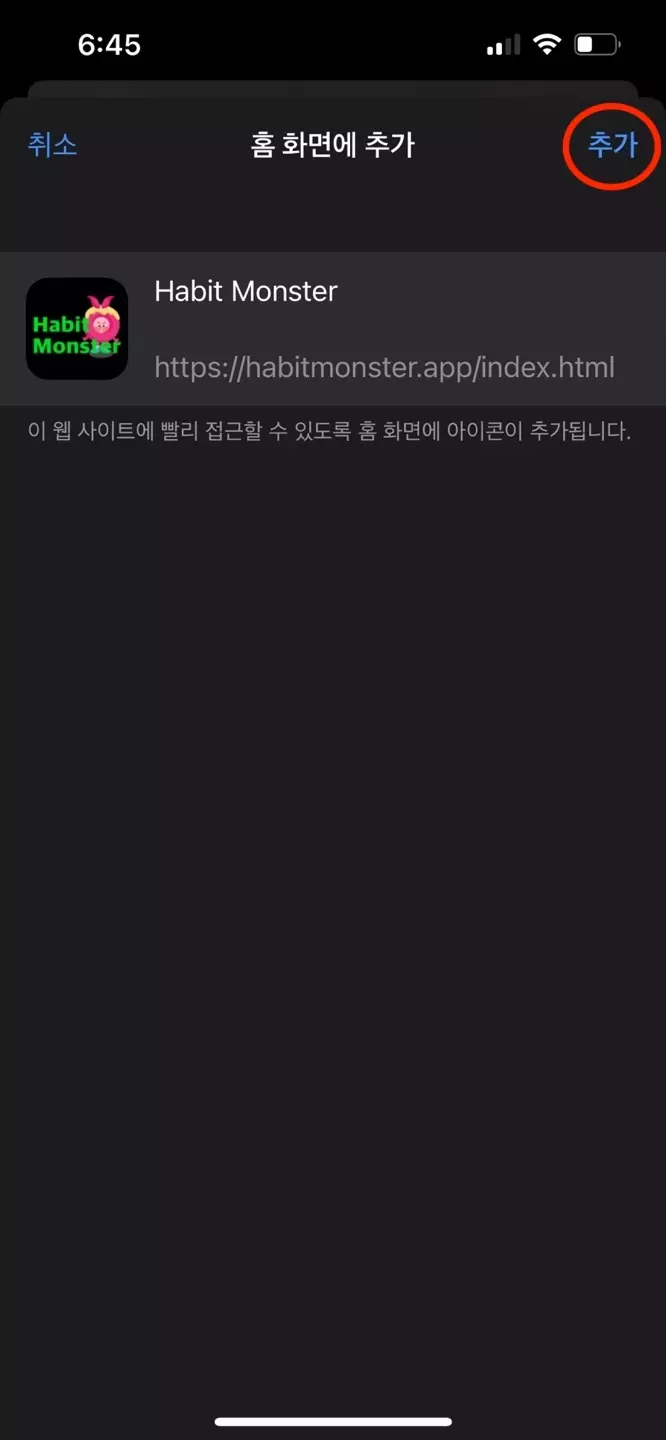 6:45
취소 홈 화면에 추가 추가
Habit Monster
Habit
Monster
https://habitmonster.app/index.html
이 웹 사이트에 빨리 접근할 수 있도록 홈 화면에 아이콘이 추가됩니다.